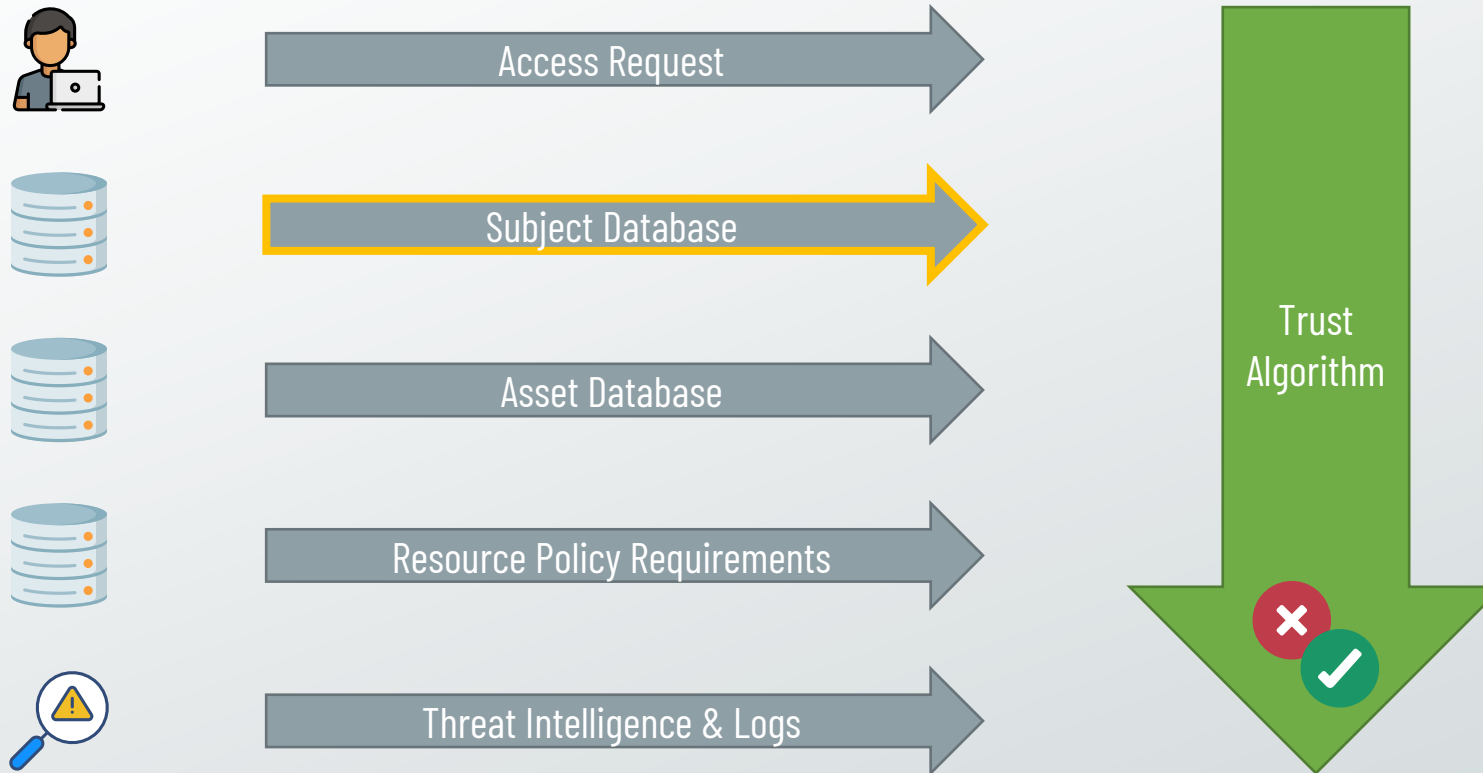 Access Request
Subject Database
Asset Database
Resource Policy Requirements
Threat Intelligence & Logs
Trust
Algorithm